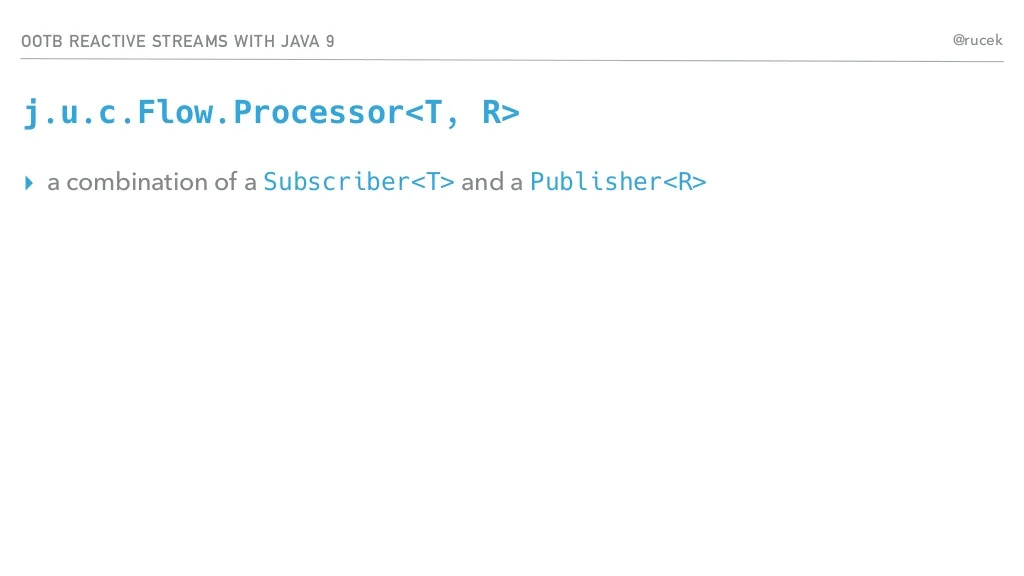 OOTB REACTIVE STREAMS WITH JAVA 9
@rucek
j.u.c.Flow.Processor<T, R>
▸ a combination of a Subscriber<T> and a Publisher<R>